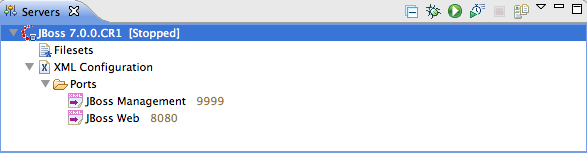 Servers
JBoss 7.0.0.CR1 [Stopped]
Filesets
XML Configuration
Ports
JBoss Management 9999
JBoss Web 8080